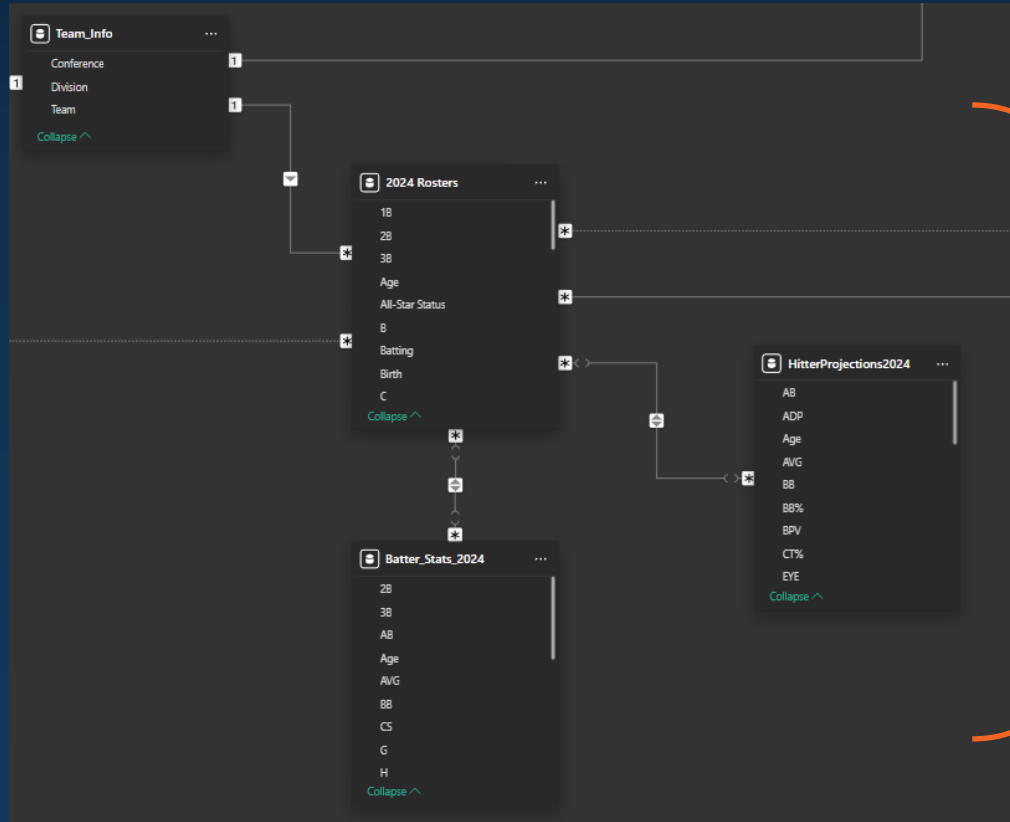 Team_Info ...
Conference
Division
Team
Collapse
1
1
1
2024 Rosters ...
1B
2B
3B
Age
All-Star Status
B
Batting
Birth
C
Collapse
*
*
*
*
*
*
*
*
HitterProjections2024 ...
AB
ADP
Age
AVG
BB
BB%
BPV
CT%
EYE
Collapse
Batter_Stats_2024 ...
2B
3B
AB
Age
AVG
BB
CS
G
H
Collapse